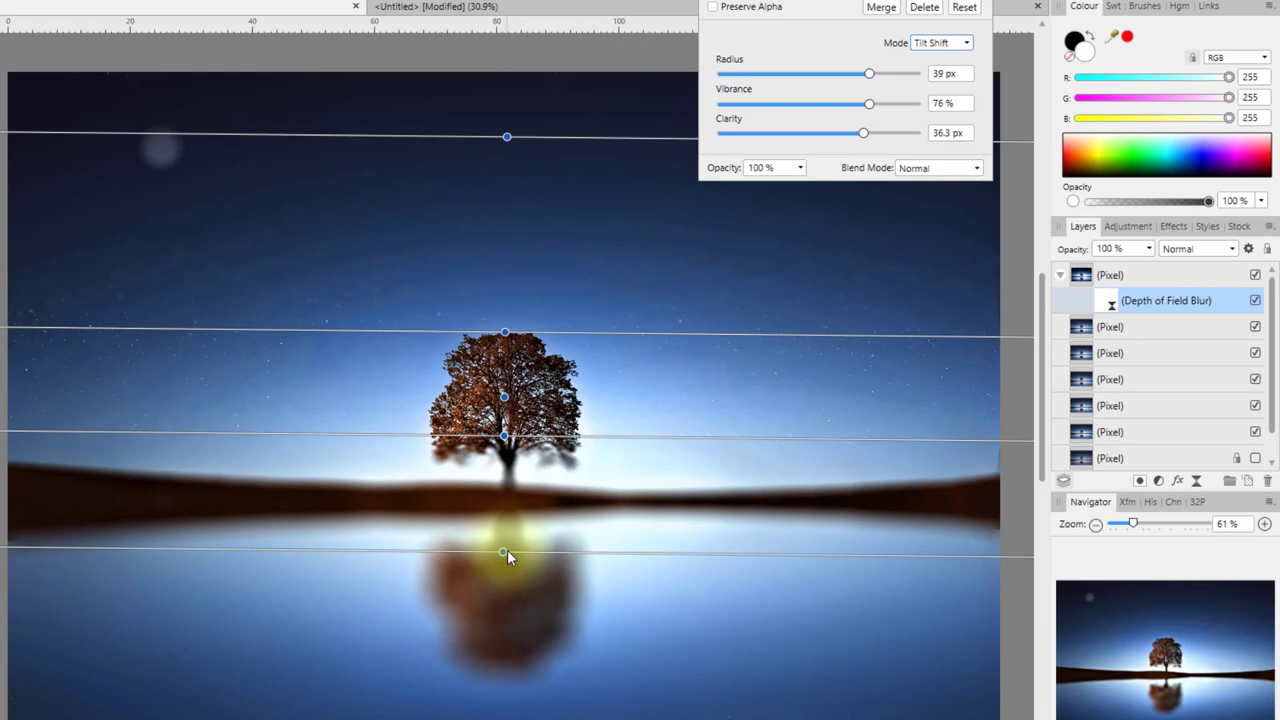 <Untitled> [Modified] (30.9%)
0 20 40 60 80 100
Preserve Alpha Merge Delete Reset
Mode Tilt Shift
Radius
39 px
Vibrance
76 %
Clarity
36.3 px
Opacity: 100 % Blend Mode: Normal
Colour Swt Brushes Hgm Links
RGB
R: 255
G: 255
B: 255
Opacity
100 %
Layers Adjustment Effects Styles Stock
Opacity: 100 % Normal
(Pixel)
(Depth of Field Blur)
(Pixel)
(Pixel)
(Pixel)
(Pixel)
(Pixel)
(Pixel)
Navigator Xfm His Chn 32P
Zoom: 61 %